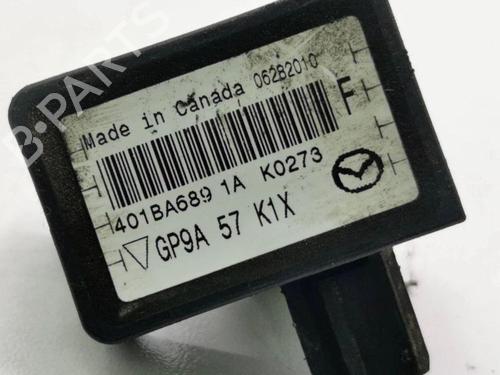 B-PARTS
Made in Canada 06282010
F
401BA689 1A K0273
GP9A 57 K1X